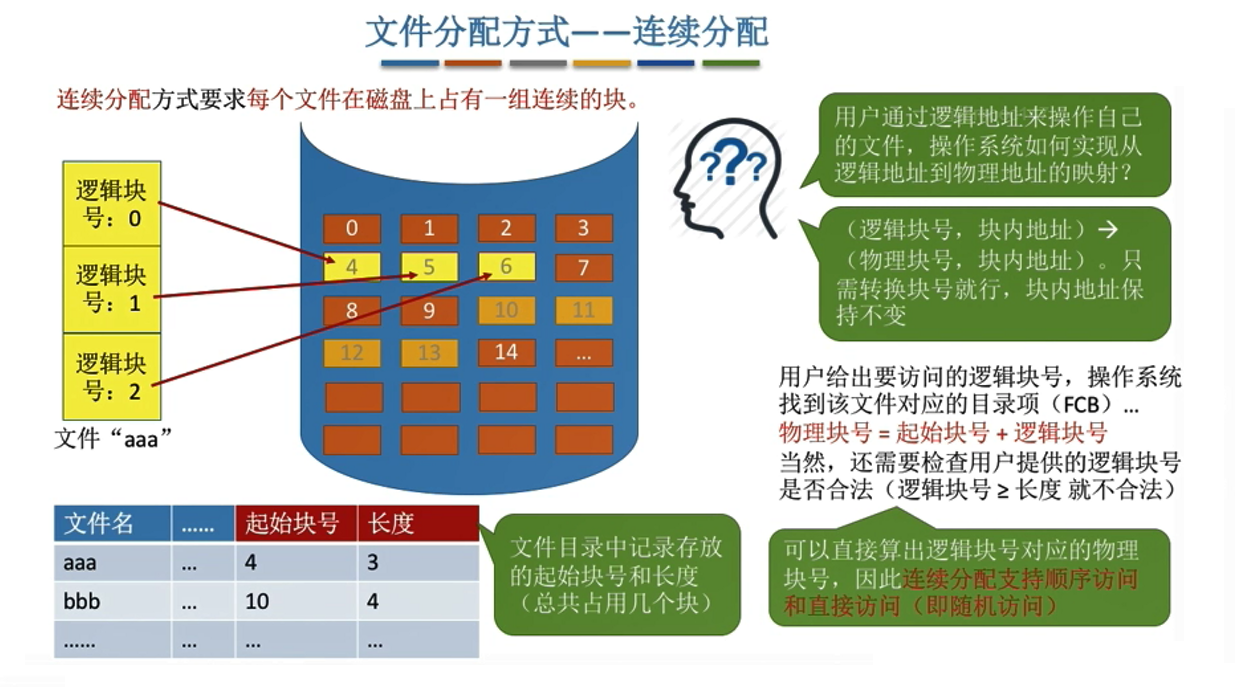 文件分配方式——连续分配
连续分配方式要求每个文件在磁盘上占有一组连续的块。
逻辑块
号：0
逻辑块
号：1
逻辑块
号：2
文件“aaa”
0 1 2 3
4 5 6 7
8 9 10 11
12 13 14 ...
???
用户通过逻辑地址来操作自己
的文件，操作系统如何实现从
逻辑地址到物理地址的映射？
（逻辑块号，块内地址）→
（物理块号，块内地址）。只
需转换块号就行，块内地址保
持不变
用户给出要访问的逻辑块号，操作系统
找到该文件对应的目录项（FCB）...
物理块号 = 起始块号 + 逻辑块号
当然，还需要检查用户提供的逻辑块号
是否合法（逻辑块号 ≥ 长度 就不合法）
可以直接算出逻辑块号对应的物理
块号，因此连续分配支持顺序访问
和直接访问（即随机访问）
文件名 …… 起始块号 长度
aaa ... 4 3
bbb ... 10 4
…… ... ... ...
文件目录中记录存放
的起始块号和长度
（总共占用几个块）